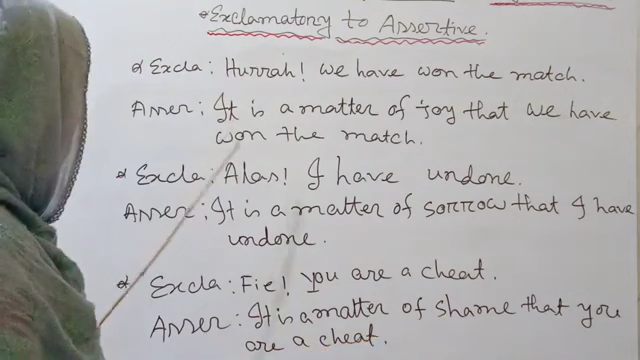 *Exclamatory to Assertive.
Excla: Hurrah! We have won the match.
Asser: It is a matter of joy that we have
won the match.
Excla: Alas! I have undone.
Asser: It is a matter of sorrow that I have
undone.
Excla: Fie! You are a cheat.
Asser: It is a matter of shame that you
are a cheat.